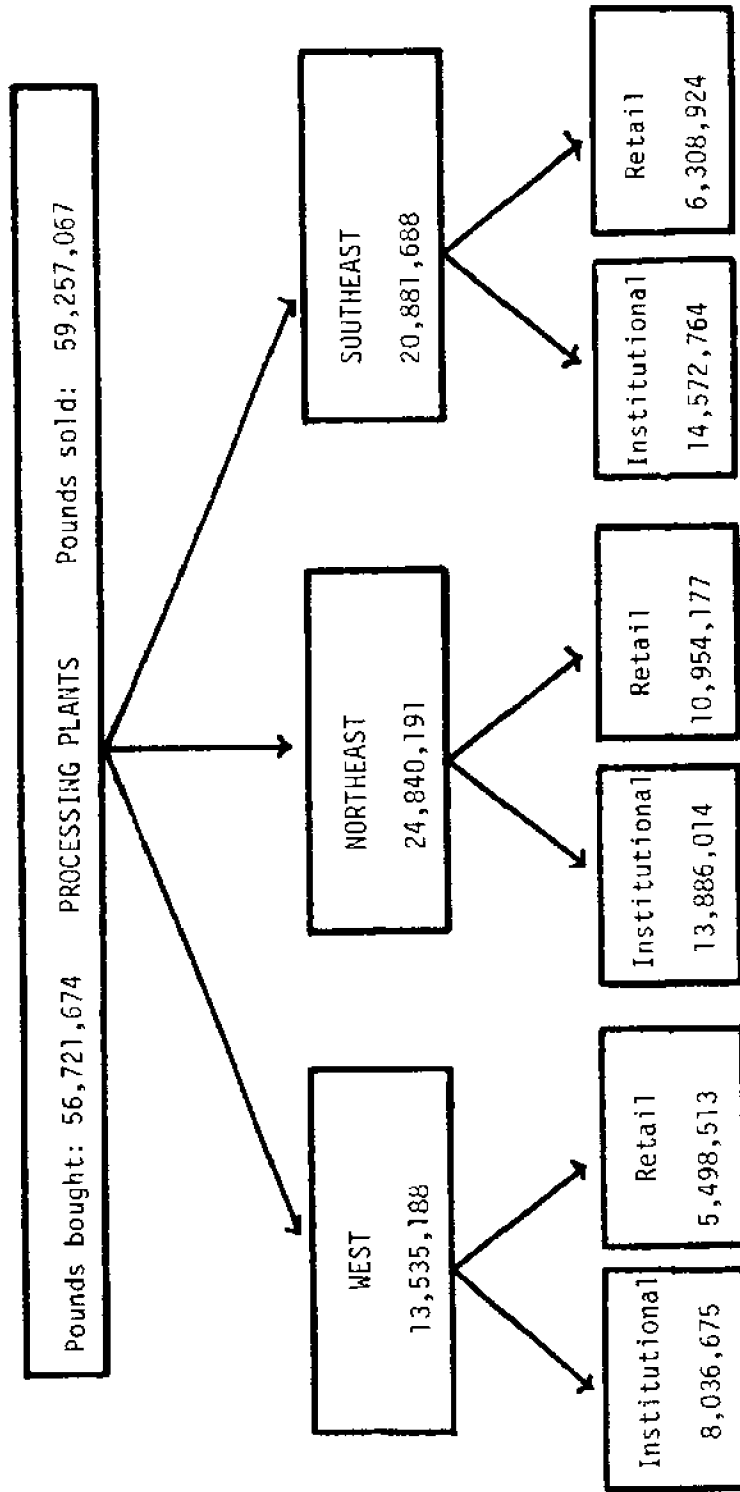 Pounds bought: 56,721,674 PROCESSING PLANTS Pounds sold: 59,257,067
WEST
13,535,188
NORTHEAST
24,840,191
SOUTHEAST
20,881,688
Institutional
8,036,675
Retail
5,498,513
Institutional
13,886,014
Retail
10,954,177
Institutional
14,572,764
Retail
6,308,924